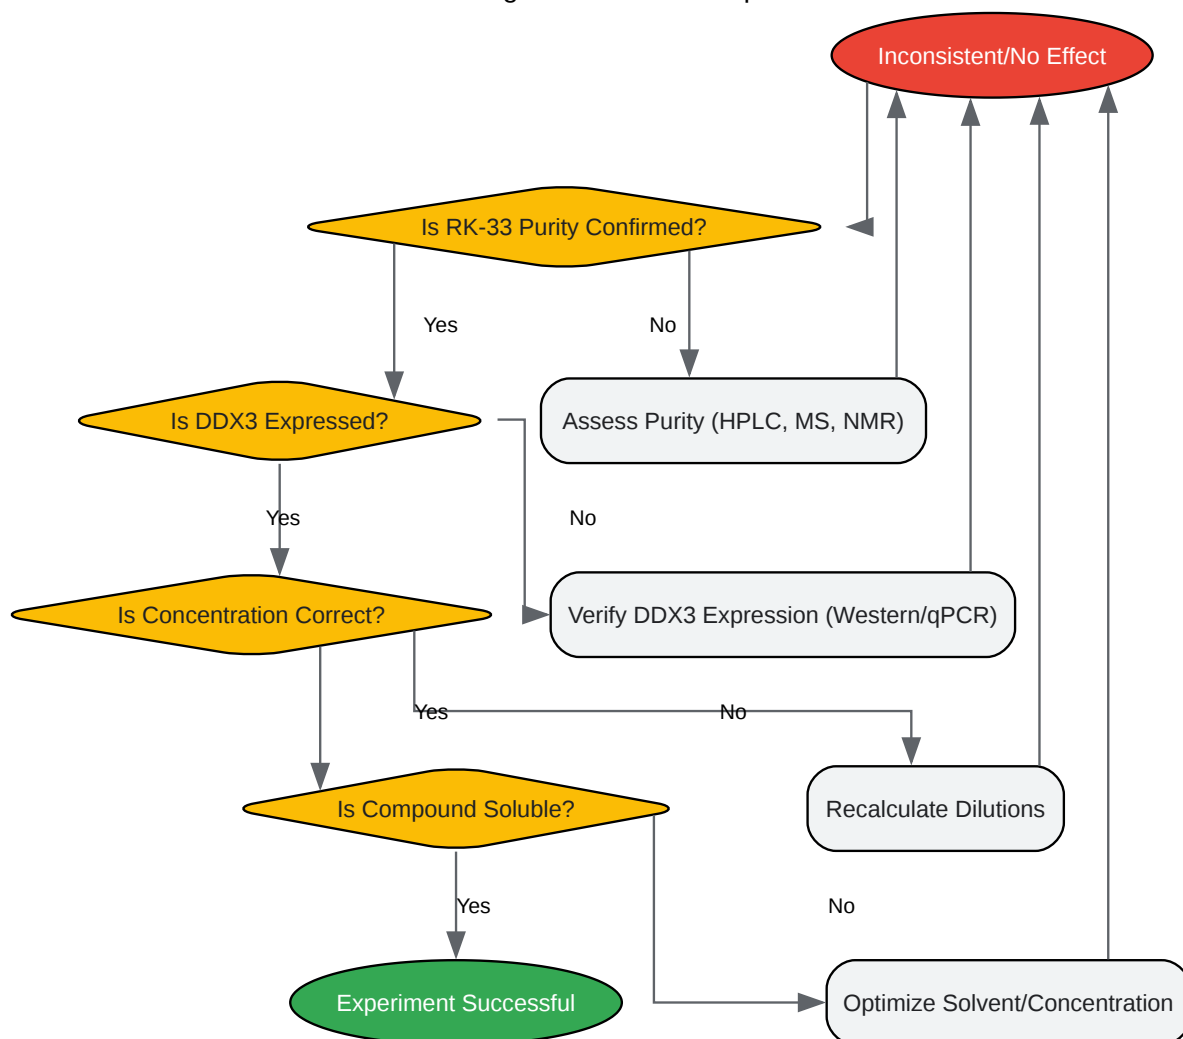 Inconsistent/No Effect
Is RK-33 Purity Confirmed?
Yes
No
Is DDX3 Expressed?
Assess Purity (HPLC, MS, NMR)
Yes
No
Is Concentration Correct?
Verify DDX3 Expression (Western/qPCR)
Yes
No
Is Compound Soluble?
Recalculate Dilutions
Yes
No
Experiment Successful
Optimize Solvent/Concentration